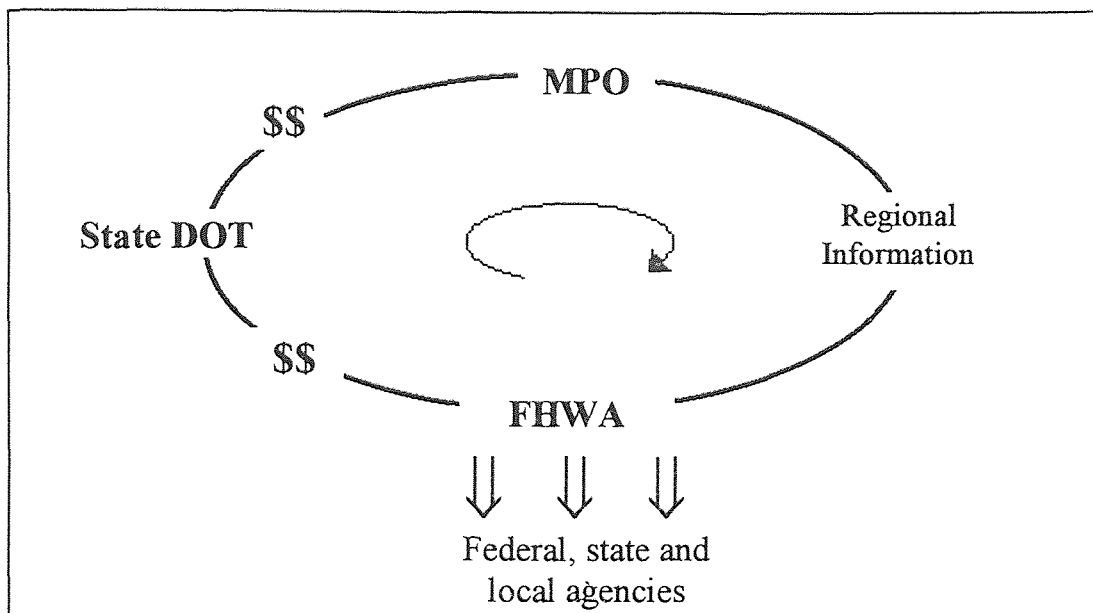 MPO
$$
State DOT
Regional
Information
$$
FHWA
Federal, state and
local agencies